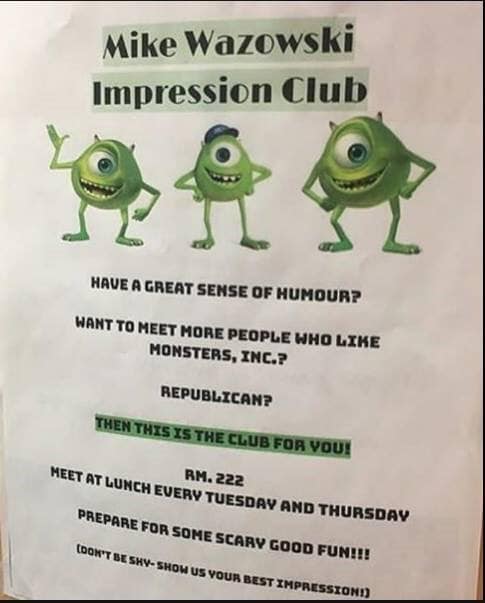 Mike Wazowski
Impression Club
HAVE A GREAT SENSE OF HUMOUR?
WANT TO MEET MORE PEOPLE WHO LIKE
MONSTERS, INC.?
REPUBLICAN?
THEN THIS IS THE CLUB FOR YOU!
RM. 222
MEET AT LUNCH EVERY TUESDAY AND THURSDAY
PREPARE FOR SOME SCARY GOOD FUN!!!
(DON'T BE SHY- SHOW US YOUR BEST IMPRESSION!)